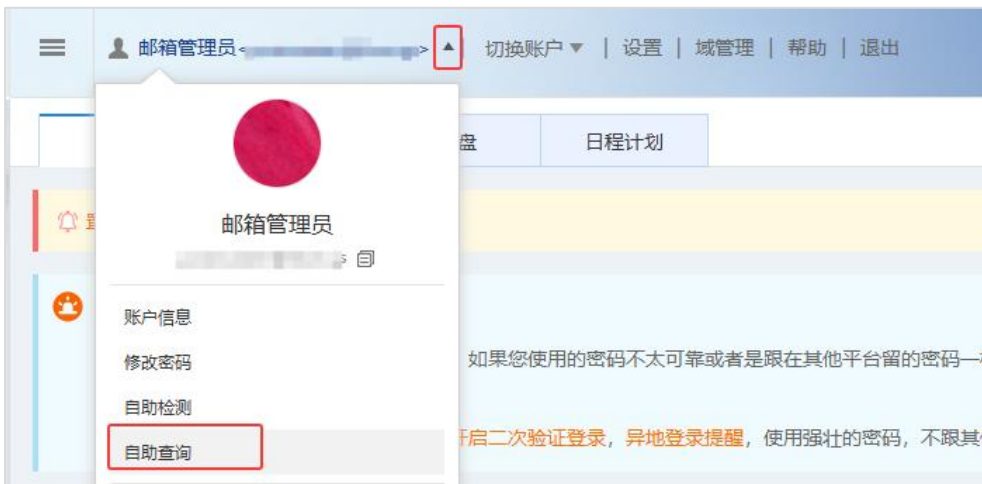 邮箱管理员< > ▲ | 切换账户 ▼ | 设置 | 域管理 | 帮助 | 退出
盘 日程计划
邮箱管理员
s
账户信息
修改密码
如果您使用的密码不太可靠或者是跟在其他平台留的密码一
自助检测
自助查询
启二次验证登录，异地登录提醒，使用强壮的密码，不跟其